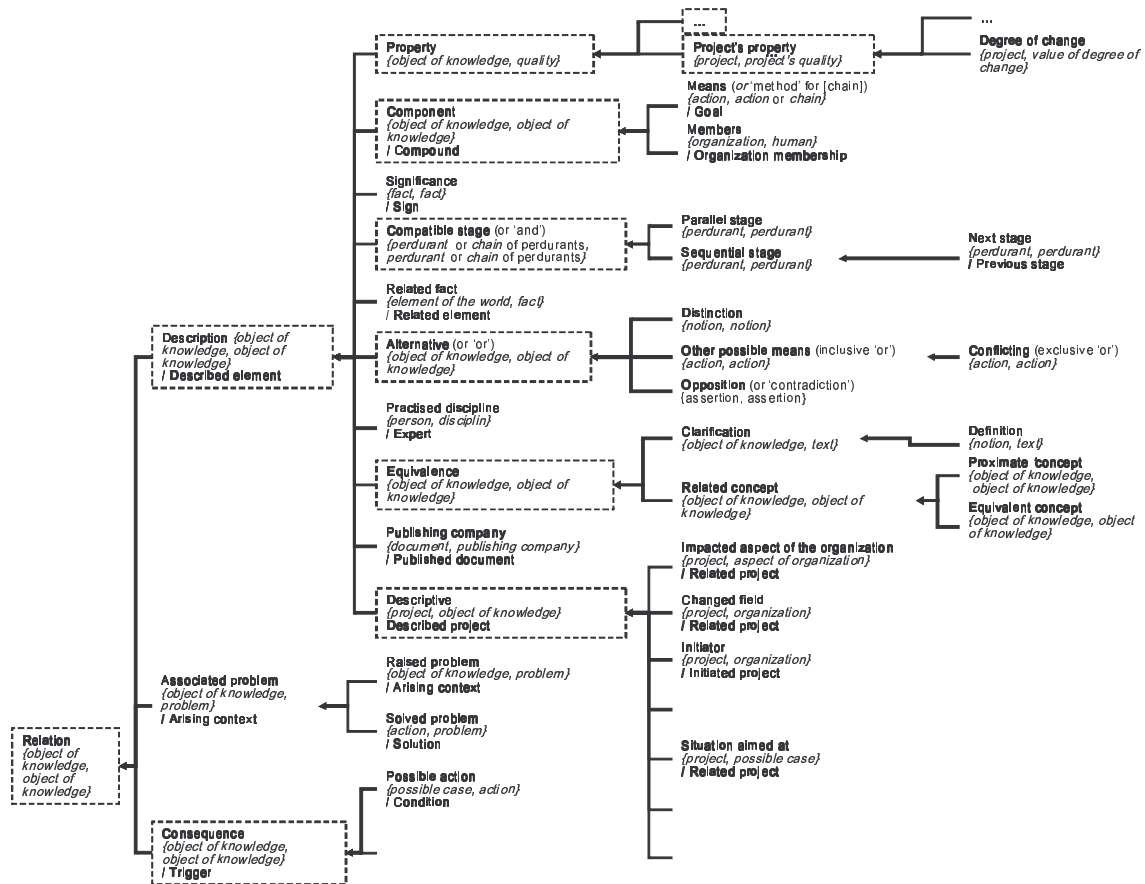 ...
...
Property
{object of knowledge, quality}
Project's property
{project, project's quality}
Degree of change
{project, value of degree of
change}
Component
{object of knowledge, object of
knowledge}
/ Compound
Means (or 'method' for [chain])
{action, action or chain}
/ Goal
Members
{organization, human}
/ Organization membership
Significance
{fact, fact}
/ Sign
Compatible stage (or 'and')
{perdurant or chain of perdurants,
perdurant or chain of perdurants}
Parallel stage
{perdurant, perdurant}
Sequential stage
{perdurant, perdurant}
Next stage
{perdurant, perdurant}
/ Previous stage
Related fact
{element of the world, fact}
/ Related element
Description {object of
knowledge, object of
knowledge}
/ Described element
Alternative (or 'or')
{object of knowledge, object of
knowledge}
Distinction
{notion, notion}
Other possible means (inclusive 'or')
{action, action}
Conflicting (exclusive 'or')
{action, action}
Opposition (or 'contradiction')
{assertion, assertion}
Practised discipline
{person, disciplin}
/ Expert
Equivalence
{object of knowledge, object of
knowledge}
Clarification
{object of knowledge, text}
Definition
{notion, text}
Related concept
{object of knowledge, object of
knowledge}
Proximate 'concept
{object of knowledge,
object of knowledge}
Equivalent concept
{object of knowledge, object
of knowledge}
Publishing company
{document, publishing company}
/ Published document
Descriptive
{project, object of knowledge}
Described project
Impacted aspect of the organization
{project, aspect of organization}
/ Related project
Changed field
{project, organization}
/ Related project
Initiator
{project, organization}
/ Initiated project
Situation aimed at
{project, possible case}
/ Related project
Associated problem
{object of knowledge,
problem}
/ Arising context
Raised problem
{object of knowledge, problem}
/ Arising context
Solved problem
{action, problem}
/ Solution
Relation
{object of
knowledge,
object of
knowledge}
Possible action
{possible case, action}
/ Condition
Consequence
{object of knowledge,
object of knowledge}
/ Trigger